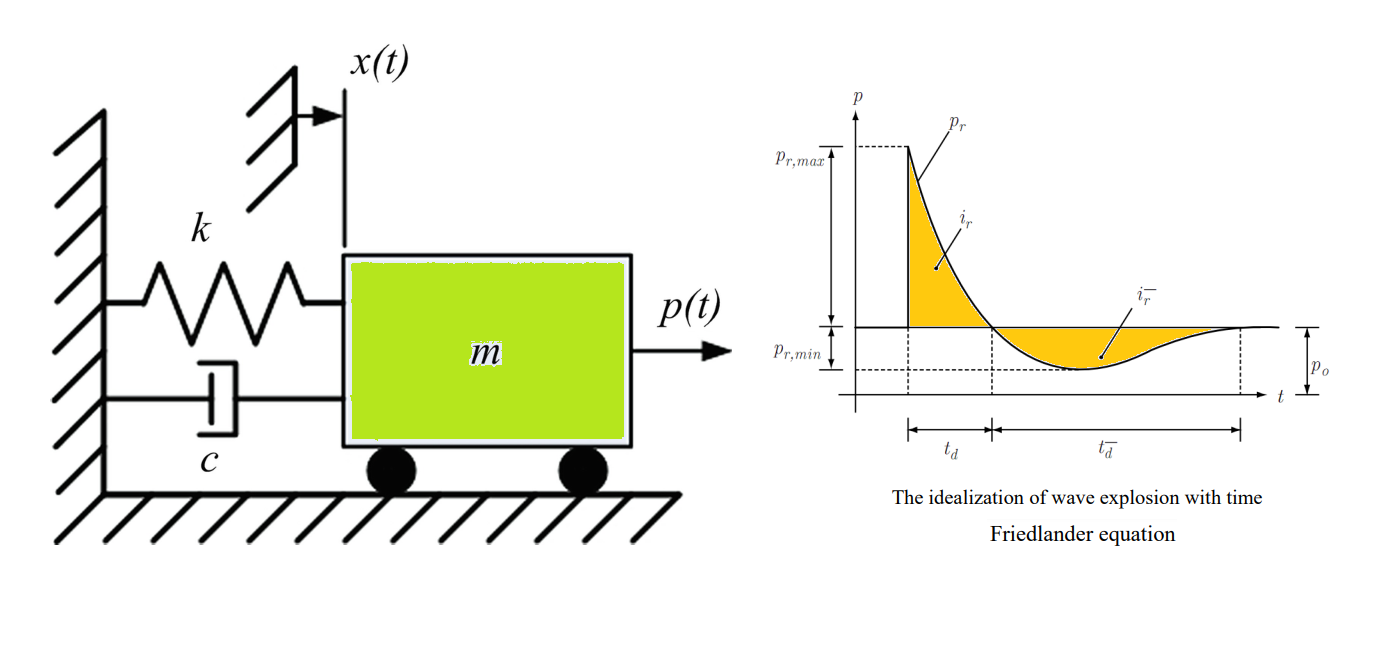 x(t)
k
p(t)
m
c
p
p_r
p_{r,max}
i_r
i_r^-
p_{r,min}
p_o
t
t_d
t_d^-
The idealization of wave explosion with time
Friedlander equation